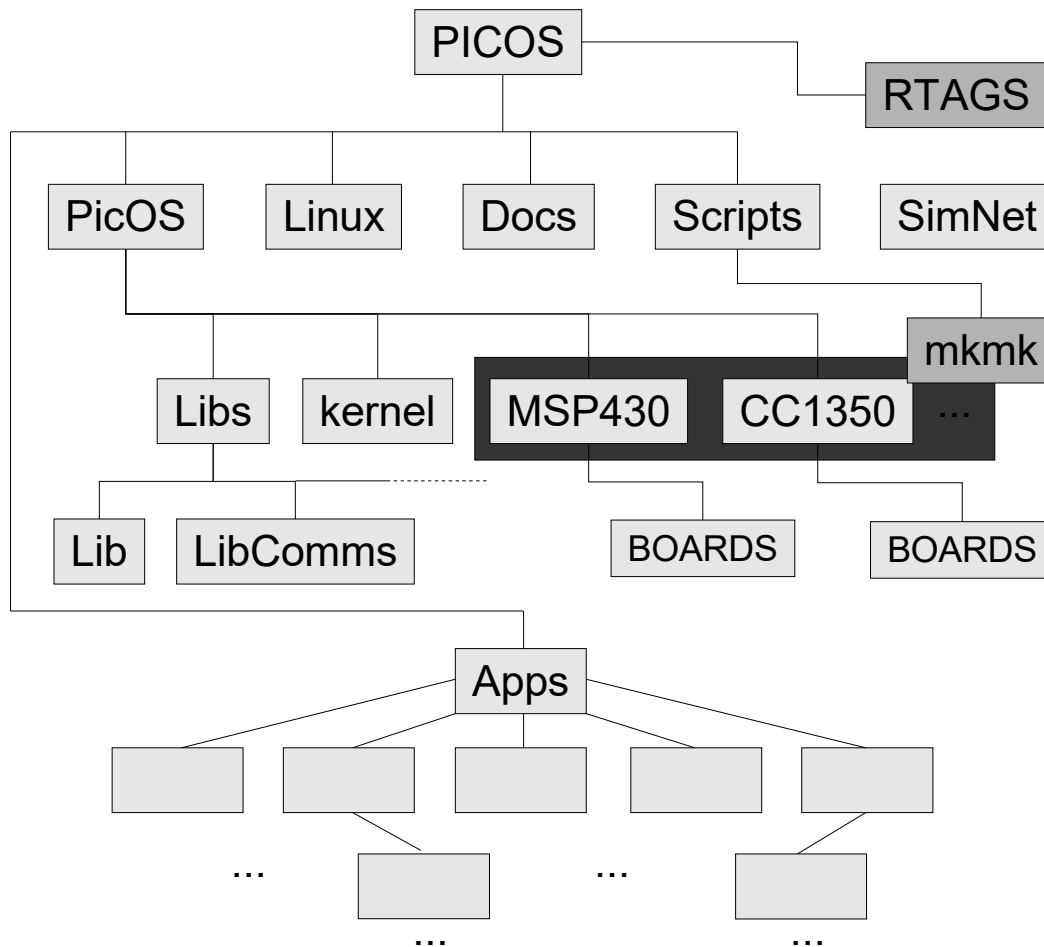 PICOS
RTAGS
PicOS
Linux
Docs
Scripts
SimNet
mkmk
Libs
kernel
MSP430
CC1350
...
Lib
LibComms
BOARDS
BOARDS
Apps
...
...
...
...